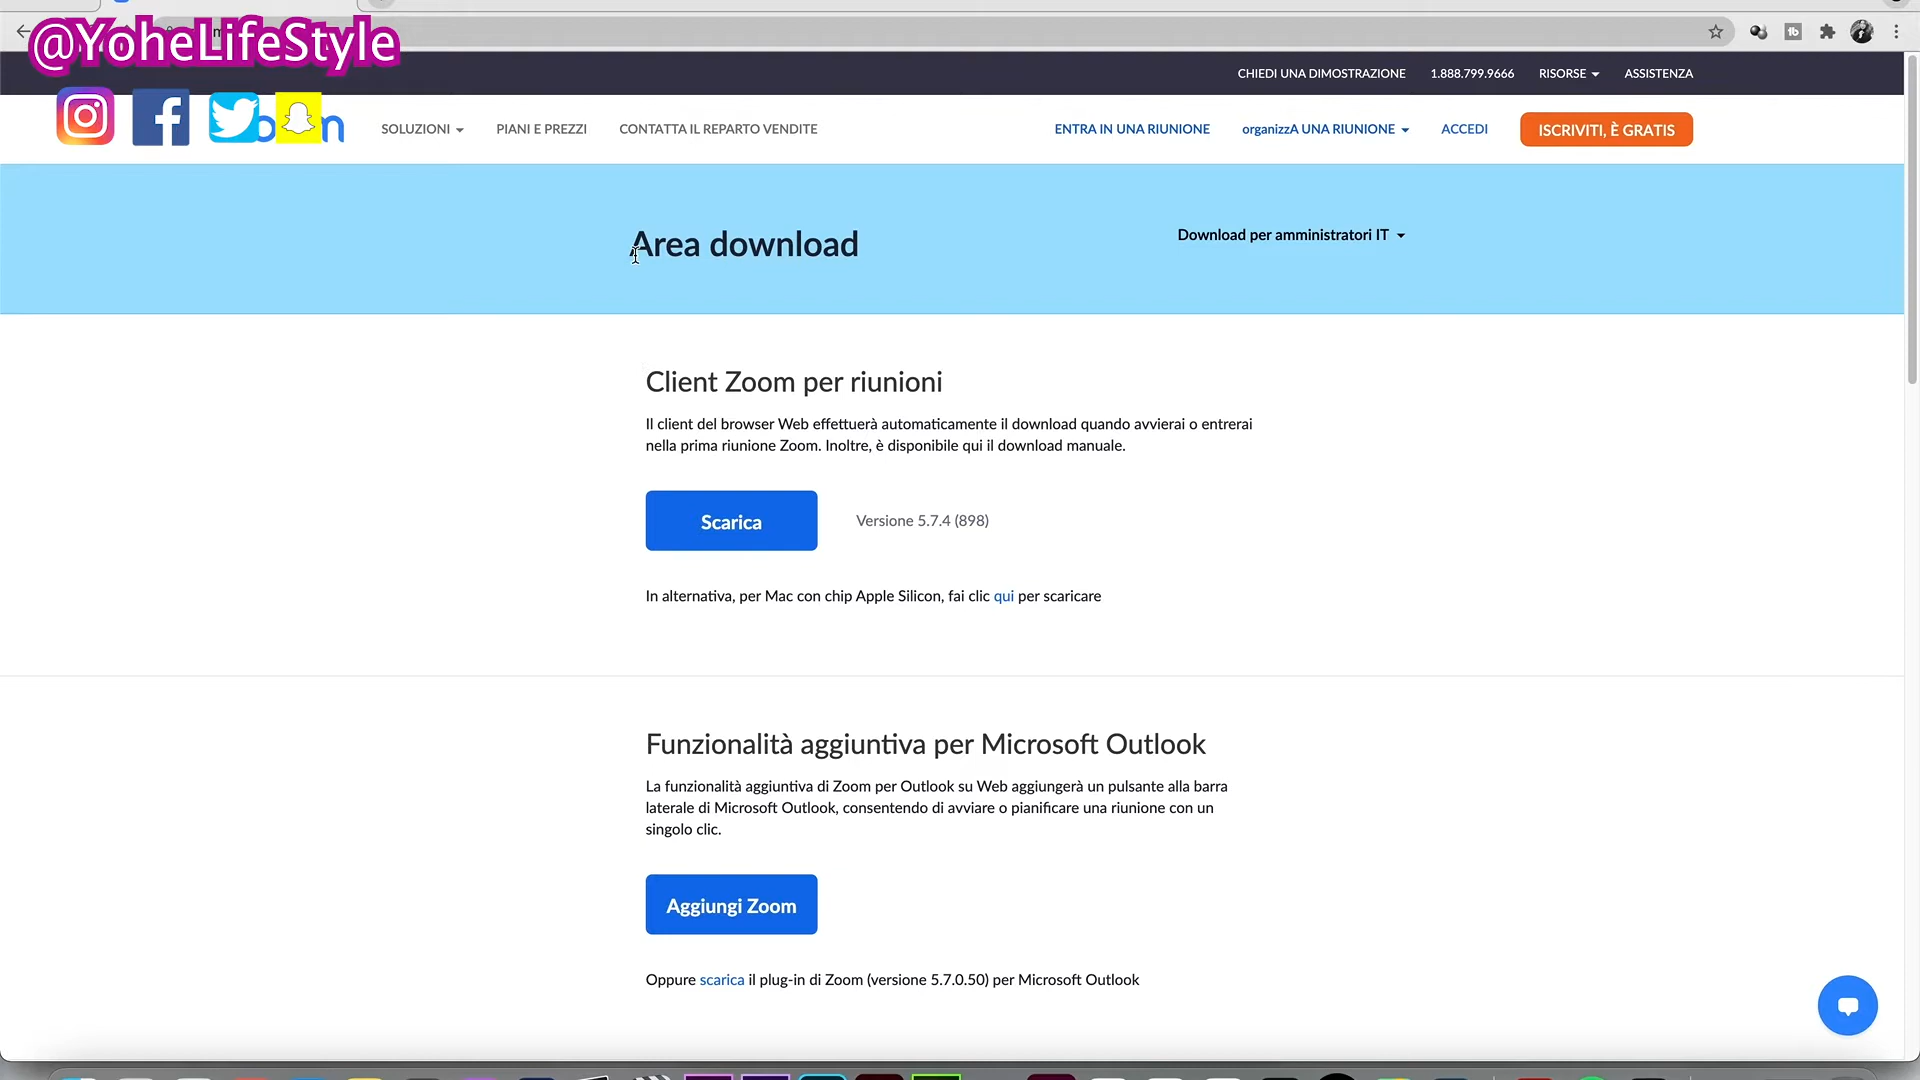 @YoheLifeStyle
CHIEDI UNA DIMOSTRAZIONE 1.888.799.9666 RISORSE ASSISTENZA
SOLUZIONI PIANI E PREZZI CONTATTA IL REPARTO VENDITE ENTRA IN UNA RIUNIONE organizzA UNA RIUNIONE ACCEDI ISCRIVITI, È GRATIS
Area download
Download per amministratori IT
Client Zoom per riunioni
Il client del browser Web effettuerà automaticamente il download quando avvierai o entrerai
nella prima riunione Zoom. Inoltre, è disponibile qui il download manuale.
Scarica
Versione 5.7.4 (898)
In alternativa, per Mac con chip Apple Silicon, fai clic qui per scaricare
Funzionalità aggiuntiva per Microsoft Outlook
La funzionalità aggiuntiva di Zoom per Outlook su Web aggiungerà un pulsante alla barra
laterale di Microsoft Outlook, consentendo di avviare o pianificare una riunione con un
singolo clic.
Aggiungi Zoom
Oppure scarica il plug-in di Zoom (versione 5.7.0.50) per Microsoft Outlook